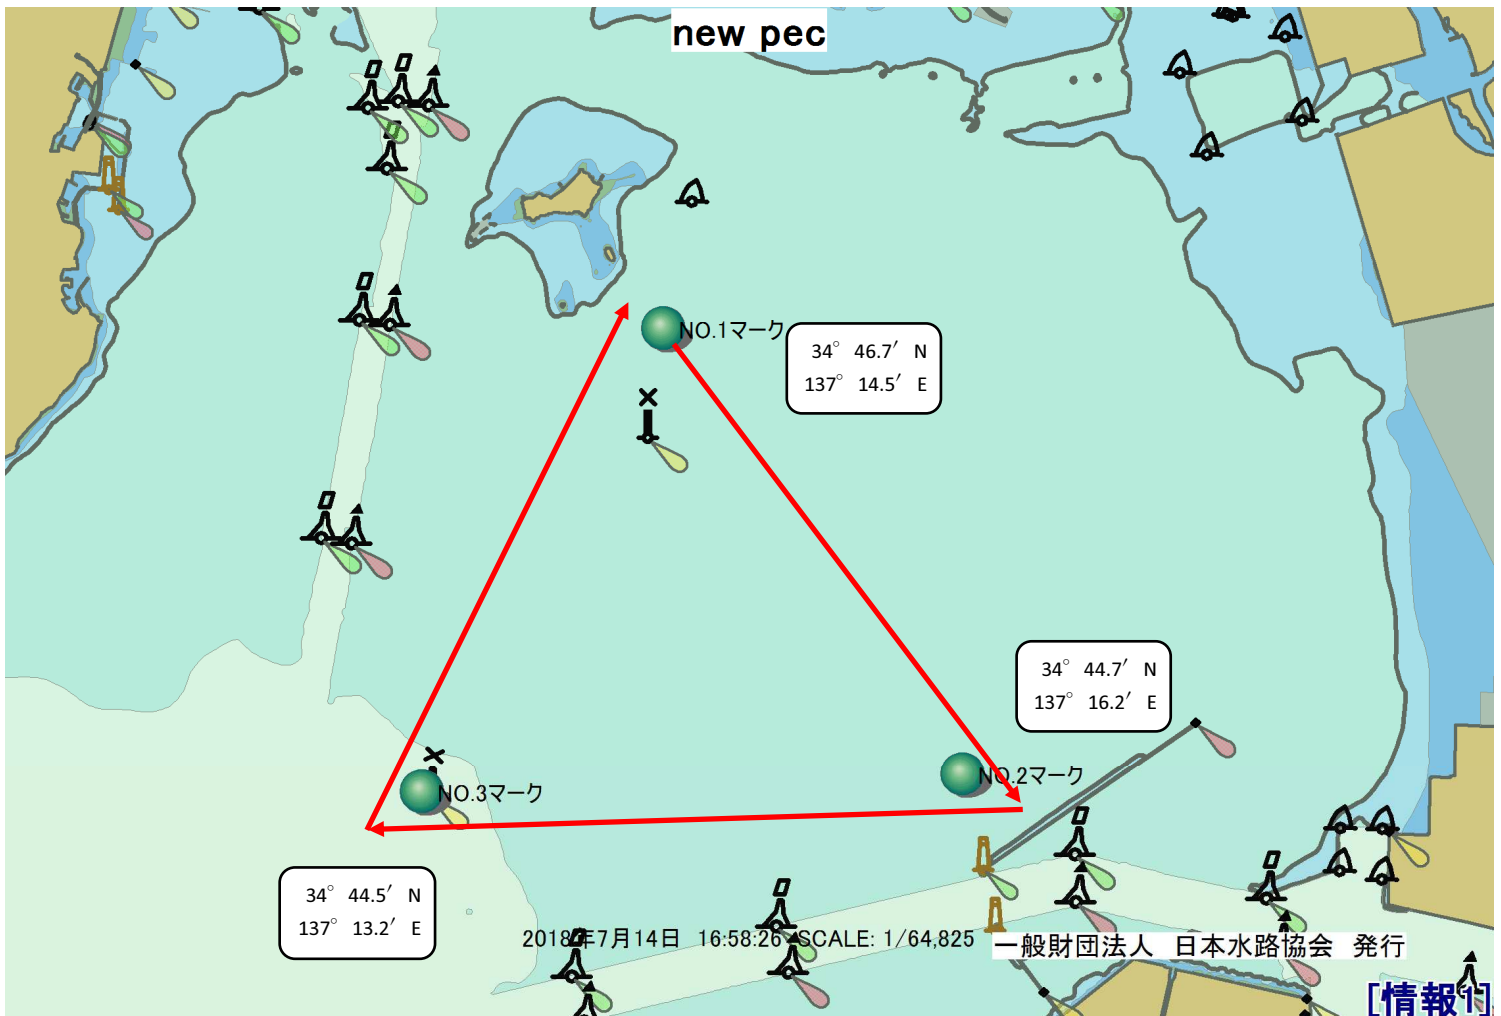 new pec
NO.1マーク
34° 46.7′ N
137° 14.5′ E
34° 44.7′ N
137° 16.2′ E
NO.2マーク
NO.3マーク
34° 44.5′ N
137° 13.2′ E
2018年7月14日 16:58:26 SCALE: 1/64,825
一般財団法人 日本水路協会 発行
[情報1]